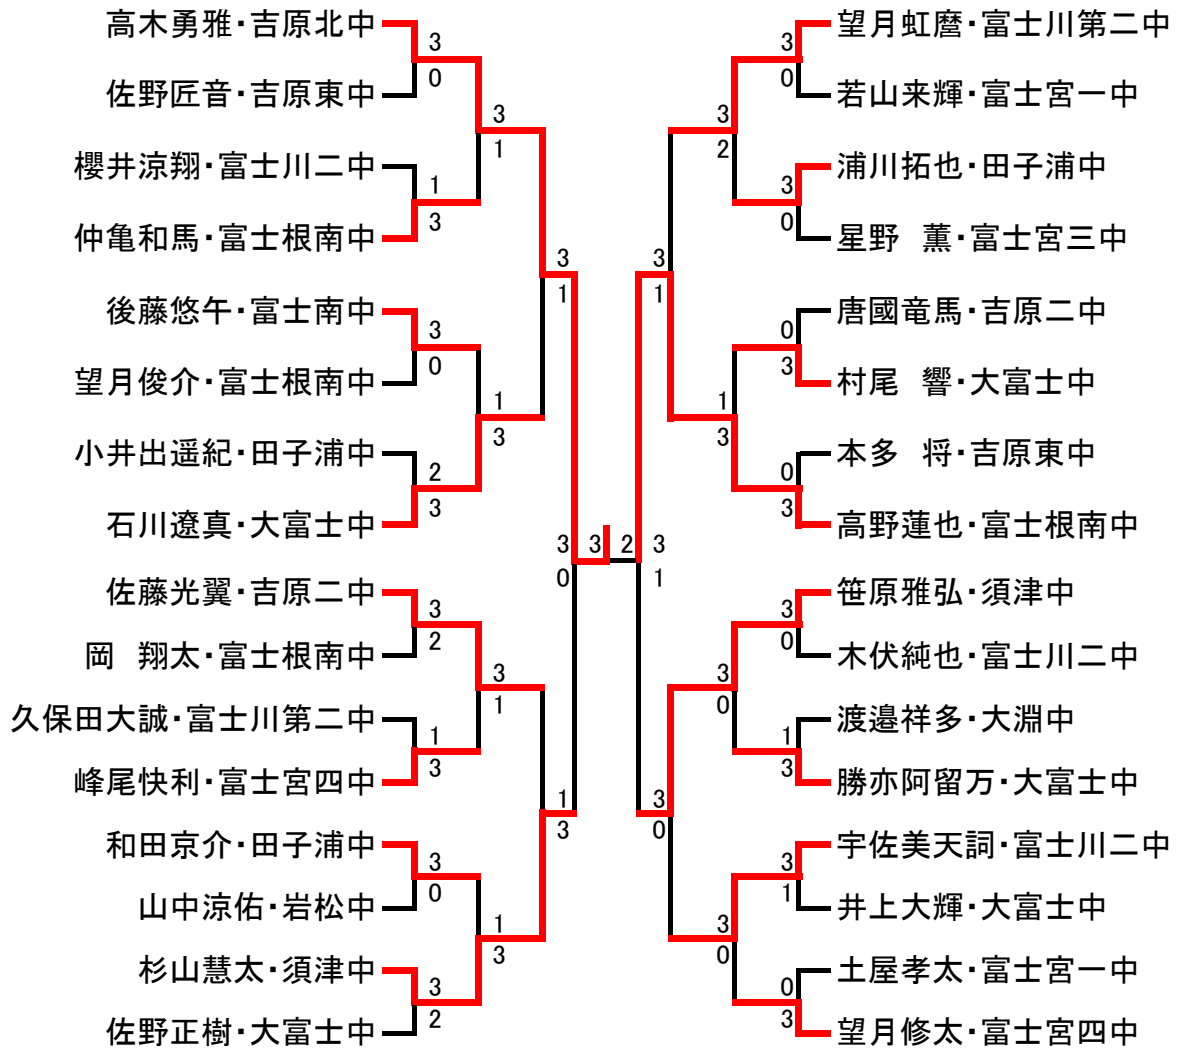 高木勇雅・吉原北中
3
0
佐野匠音・吉原東中
3
1
櫻井涼翔・富士川二中
1
3
仲亀和馬・富士根南中
3
1
後藤悠午・富士南中
3
0
望月俊介・富士根南中
1
3
小井出遥紀・田子浦中
2
3
石川遼真・大富士中
3
0
佐藤光翼・吉原二中
3
2
岡　翔太・富士根南中
3
1
久保田大誠・富士川第二中
1
3
峰尾快利・富士宮四中
1
3
和田京介・田子浦中
3
0
山中涼佑・岩松中
1
3
杉山慧太・須津中
3
2
佐野正樹・大富士中
3 2
望月虹麿・富士川第二中
3
0
若山来輝・富士宮一中
3
2
浦川拓也・田子浦中
3
0
星野　薫・富士宮三中
3
1
唐國竜馬・吉原二中
0
3
村尾　響・大富士中
1
3
本多　将・吉原東中
0
3
高野蓮也・富士根南中
3
1
笹原雅弘・須津中
3
0
木伏純也・富士川二中
3
0
渡邉祥多・大淵中
1
3
勝亦阿留万・大富士中
3
0
宇佐美天詞・富士川二中
3
1
井上大輝・大富士中
3
0
土屋孝太・富士宮一中
0
3
望月修太・富士宮四中